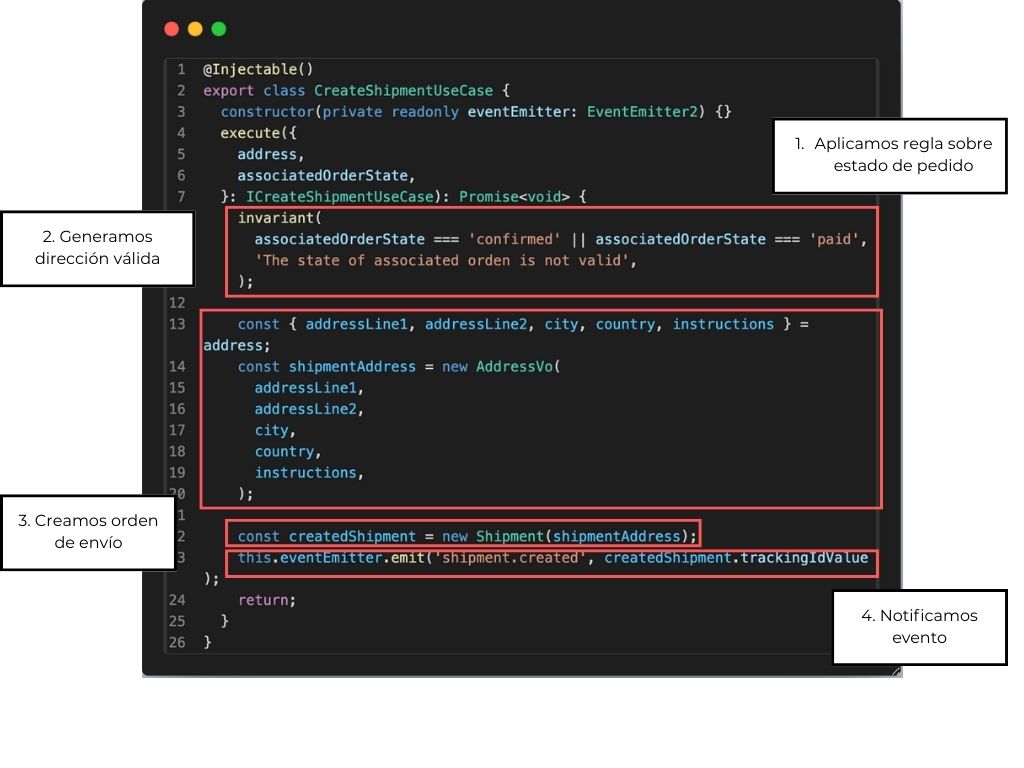 1 @Injectable()
2 export class CreateShipmentUseCase {
3 constructor(private readonly eventEmitter: EventEmitter2) {}
4 execute({
5 address,
6 associatedOrderState,
7 }: ICreateShipmentUseCase): Promise<void> {
invariant(
associatedOrderState === 'confirmed' || associatedOrderState === 'paid',
'The state of associated orden is not valid',
);
12
13 const { addressLine1, addressLine2, city, country, instructions } =
address;
14 const shipmentAddress = new AddressVo(
15 addressLine1,
16 addressLine2,
17 city,
18 country,
19 instructions,
20 );
1
2 const createdShipment = new Shipment(shipmentAddress);
3 this.eventEmitter.emit('shipment.created', createdShipment.trackingIdValue
);
24 return;
25 }
26 }
1. Aplicamos regla sobre
estado de pedido
2. Generamos
dirección válida
3. Creamos orden
de envío
4. Notificamos
evento